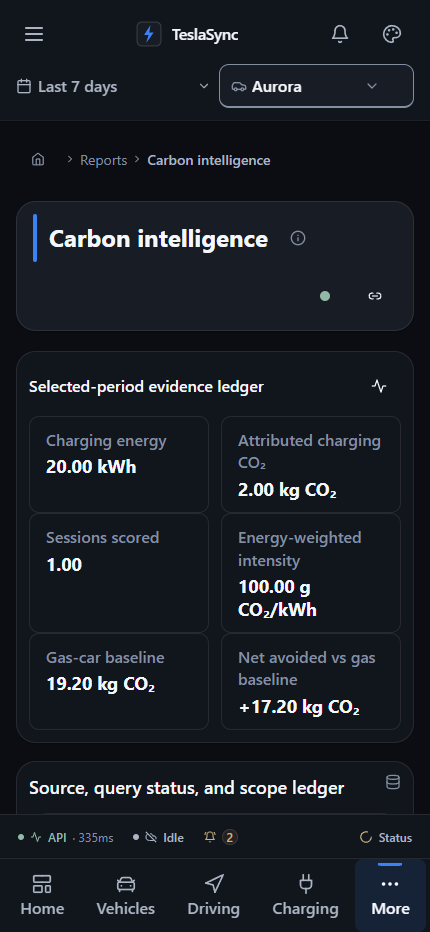 TeslaSync
Last 7 days
Aurora
Reports
Carbon intelligence
Carbon intelligence
Selected-period evidence ledger
Charging energy
20.00 kWh
Attributed charging
CO₂
2.00 kg CO₂
Sessions scored
1.00
Energy-weighted
intensity
100.00 g
CO₂/kWh
Gas-car baseline
19.20 kg CO₂
Net avoided vs gas
baseline
+17.20 kg CO₂
Source, query status, and scope ledger
API · 335ms
Idle
2
Status
Home
Vehicles
Driving
Charging
More